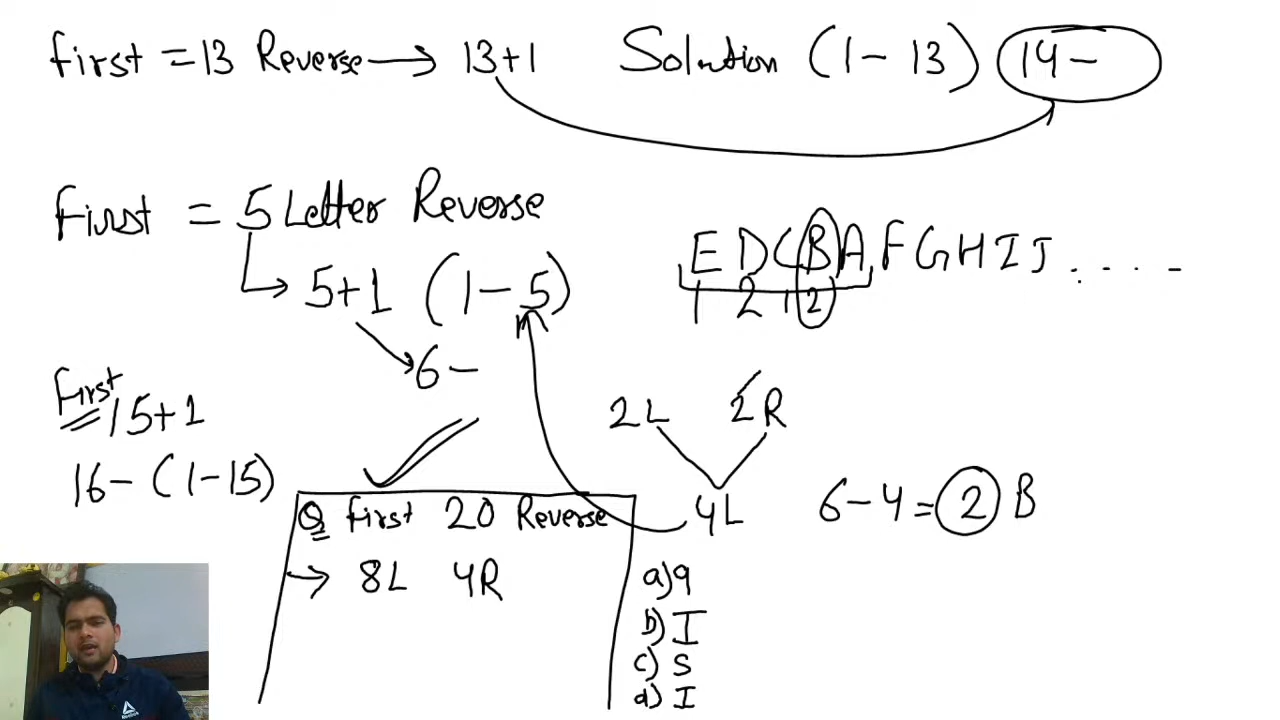 First = 13 Reverse → 13+1 Solution (1 - 13) 14 -
First = 5 Letter Reverse
E D C B A F G H I J . . . . -
1 2 1 2
5+1 (1 - 5)
6 -
First
15+1
16 - (1-15)
2L 2R
4L
6 - 4 = 2 B
Q First 20 Reverse
→ 8L 4R
a) q
b) I
c) S
d) I